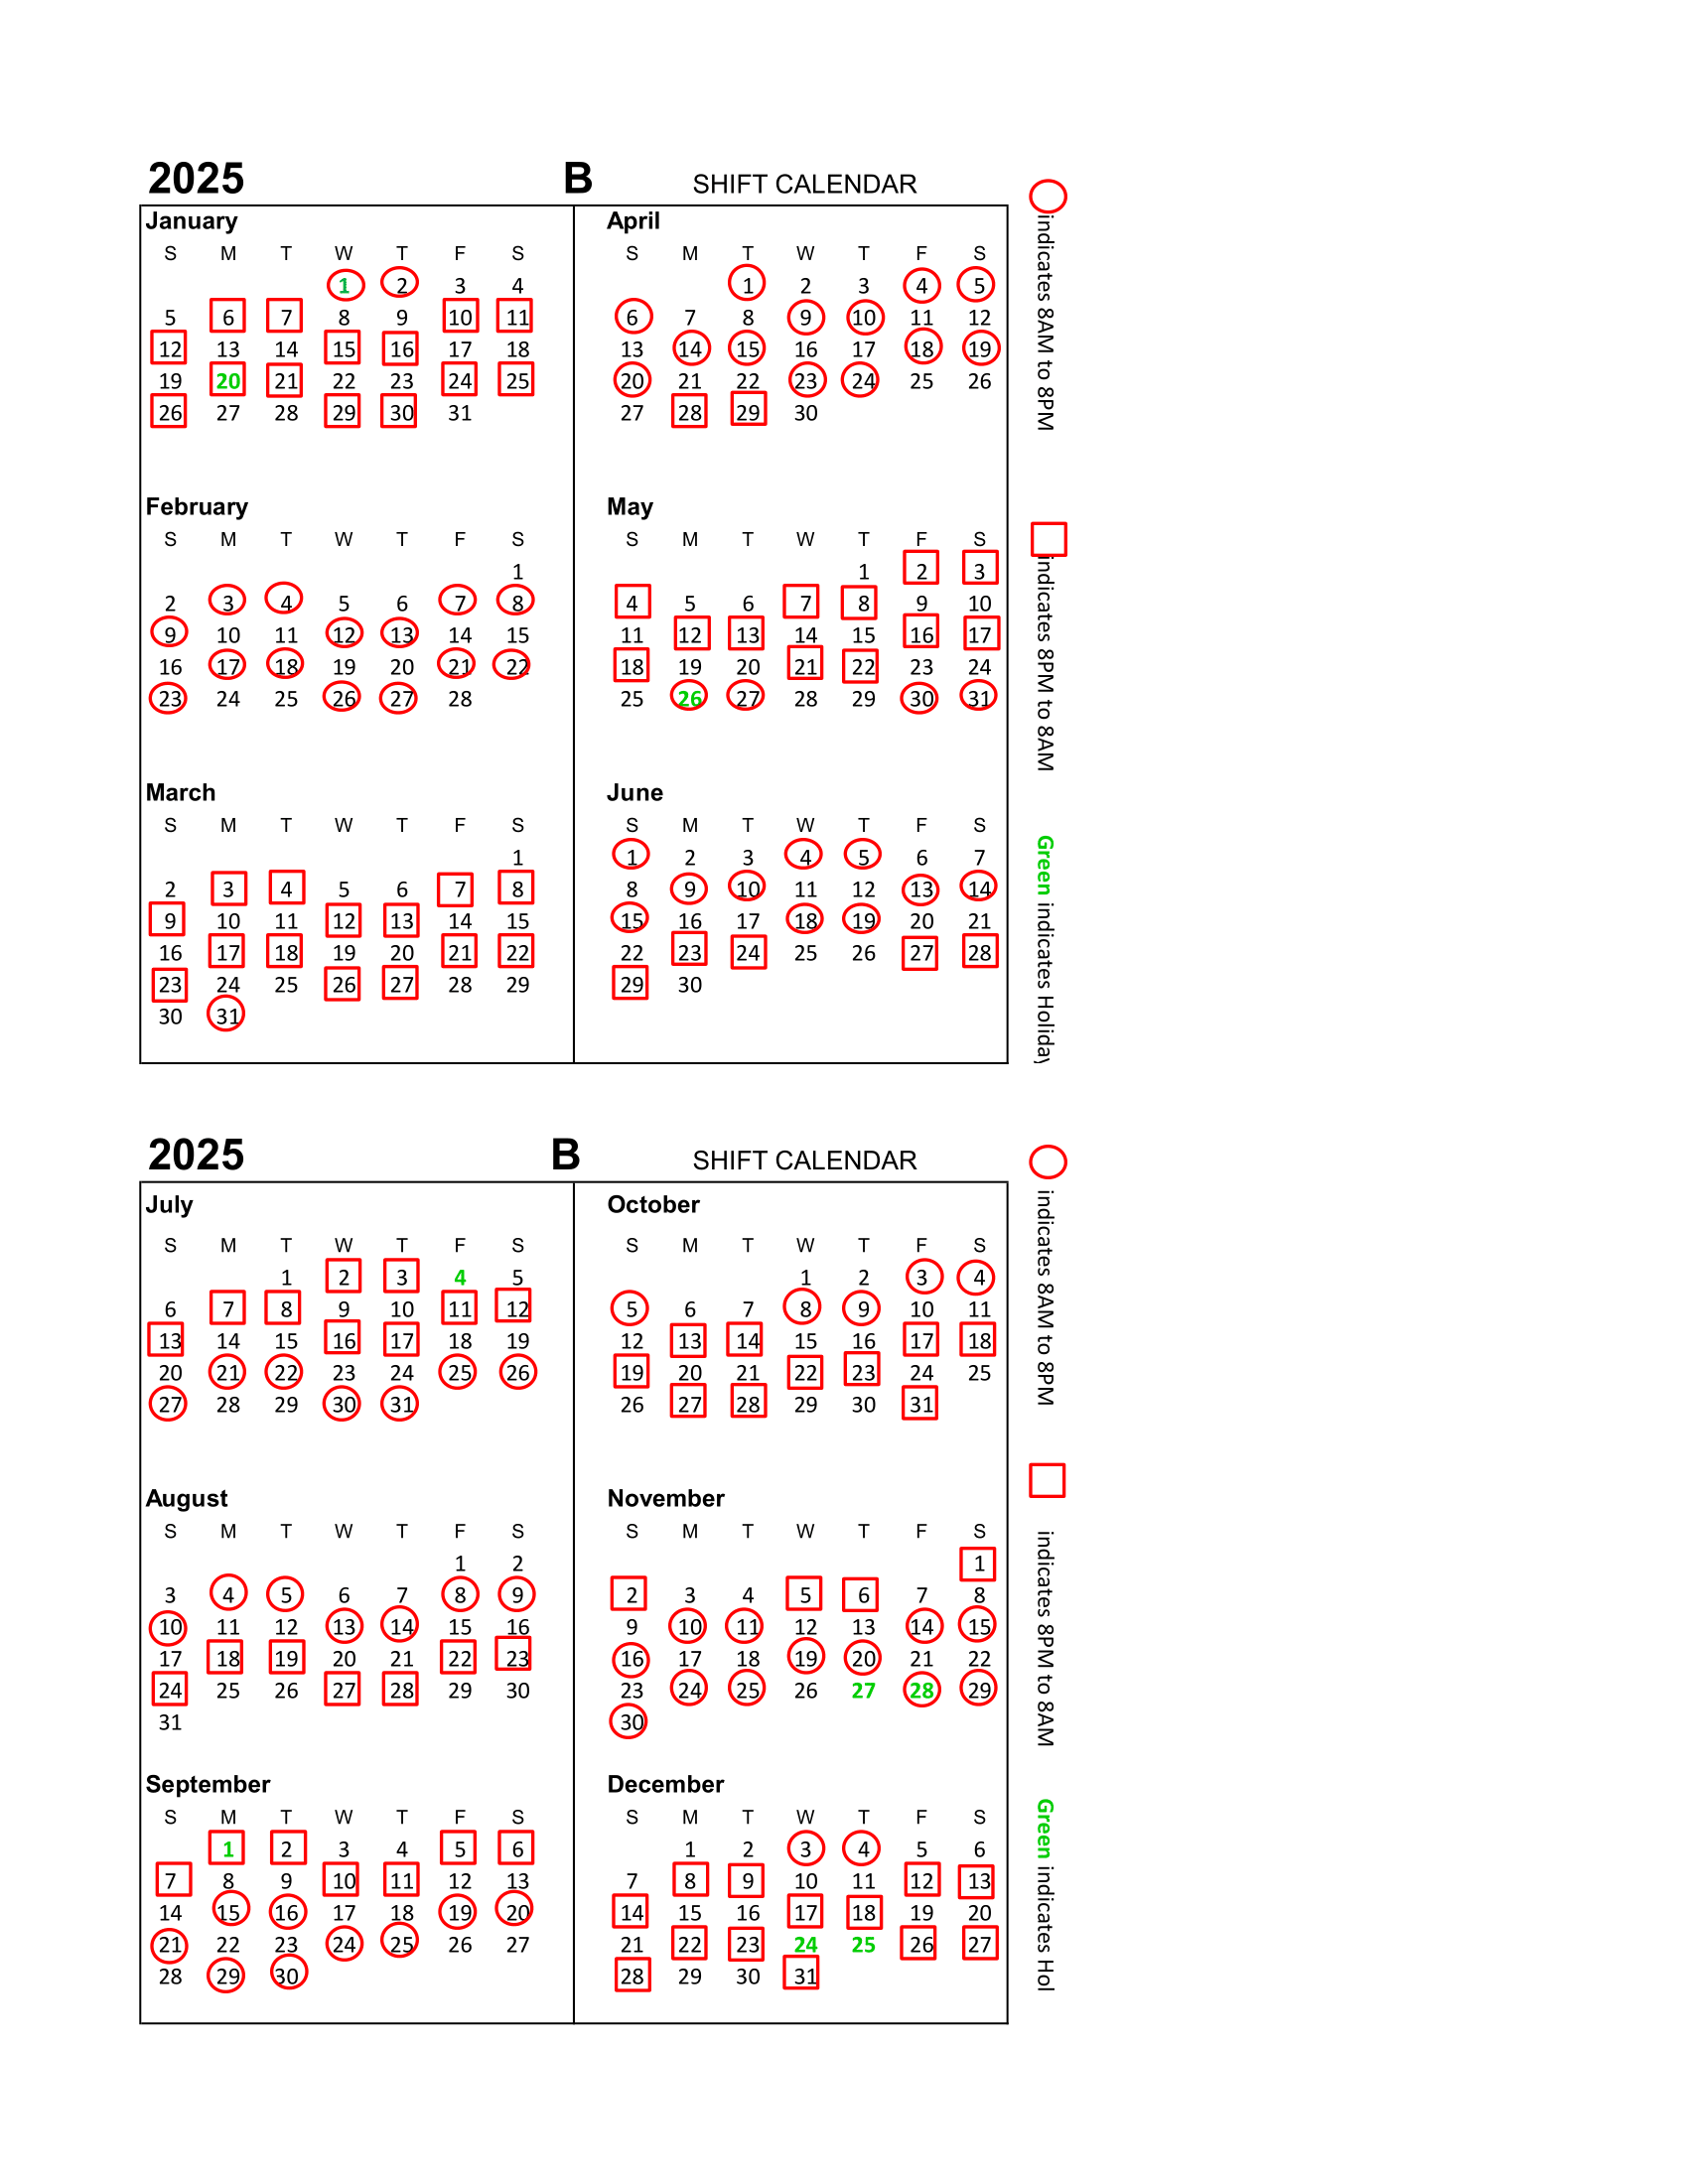 2025 B SHIFT CALENDAR
January
S M T W T F S
1 2 3 4
5 6 7 8 9 10 11
12 13 14 15 16 17 18
19 20 21 22 23 24 25
26 27 28 29 30 31
February
S M T W T F S
1
2 3 4 5 6 7 8
9 10 11 12 13 14 15
16 17 18 19 20 21 22
23 24 25 26 27 28
March
S M T W T F S
1
2 3 4 5 6 7 8
9 10 11 12 13 14 15
16 17 18 19 20 21 22
23 24 25 26 27 28 29
30 31
April
S M T W T F S
1 2 3 4 5
6 7 8 9 10 11 12
13 14 15 16 17 18 19
20 21 22 23 24 25 26
27 28 29 30
May
S M T W T F S
1 2 3
4 5 6 7 8 9 10
11 12 13 14 15 16 17
18 19 20 21 22 23 24
25 26 27 28 29 30 31
June
S M T W T F S
1 2 3 4 5 6 7
8 9 10 11 12 13 14
15 16 17 18 19 20 21
22 23 24 25 26 27 28
29 30
indicates 8AM to 8PM
indicates 8PM to 8AM
Green indicates Holiday
2025 B SHIFT CALENDAR
July
S M T W T F S
1 2 3 4 5
6 7 8 9 10 11 12
13 14 15 16 17 18 19
20 21 22 23 24 25 26
27 28 29 30 31
August
S M T W T F S
1 2
3 4 5 6 7 8 9
10 11 12 13 14 15 16
17 18 19 20 21 22 23
24 25 26 27 28 29 30
31
September
S M T W T F S
1 2 3 4 5 6
7 8 9 10 11 12 13
14 15 16 17 18 19 20
21 22 23 24 25 26 27
28 29 30
October
S M T W T F S
1 2 3 4
5 6 7 8 9 10 11
12 13 14 15 16 17 18
19 20 21 22 23 24 25
26 27 28 29 30 31
November
S M T W T F S
1
2 3 4 5 6 7 8
9 10 11 12 13 14 15
16 17 18 19 20 21 22
23 24 25 26 27 28 29
30
December
S M T W T F S
1 2 3 4 5 6
7 8 9 10 11 12 13
14 15 16 17 18 19 20
21 22 23 24 25 26 27
28 29 30 31
indicates 8AM to 8PM
indicates 8PM to 8AM
Green indicates Hol